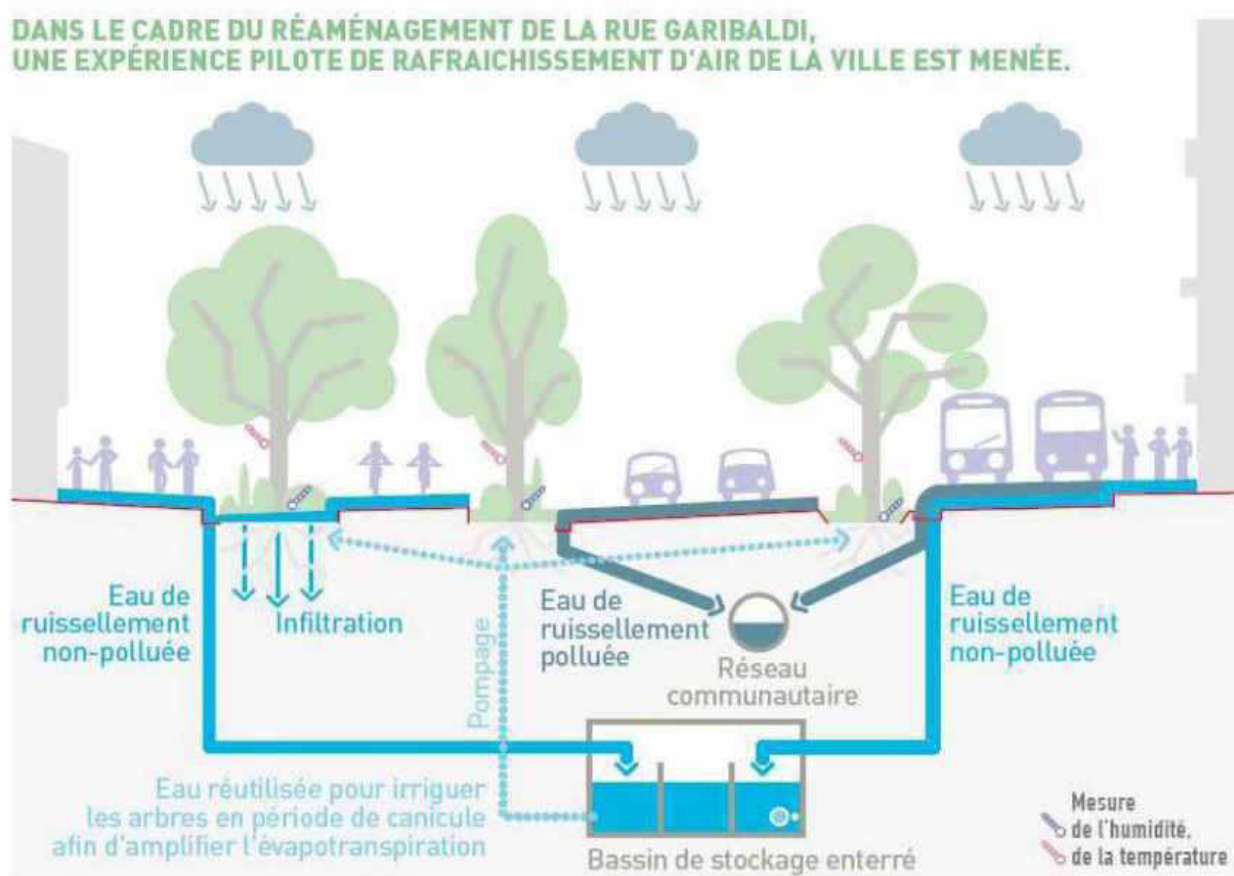 DANS LE CADRE DU RÉAMÉNAGEMENT DE LA RUE GARIBALDI,
UNE EXPÉRIENCE PILOTE DE RAFRAICHISSEMENT D'AIR DE LA VILLE EST MENÉE.
Eau de
ruissellement
non-polluée
Infiltration
Pompage
Eau de
ruissellement
polluée
Réseau
communautaire
Eau de
ruissellement
non-polluée
Eau réutilisée pour irriguer
les arbres en période de canicule
afin d'amplifier l'évapotranspiration
Bassin de stockage enterré
Mesure
de l'humidité,
de la température